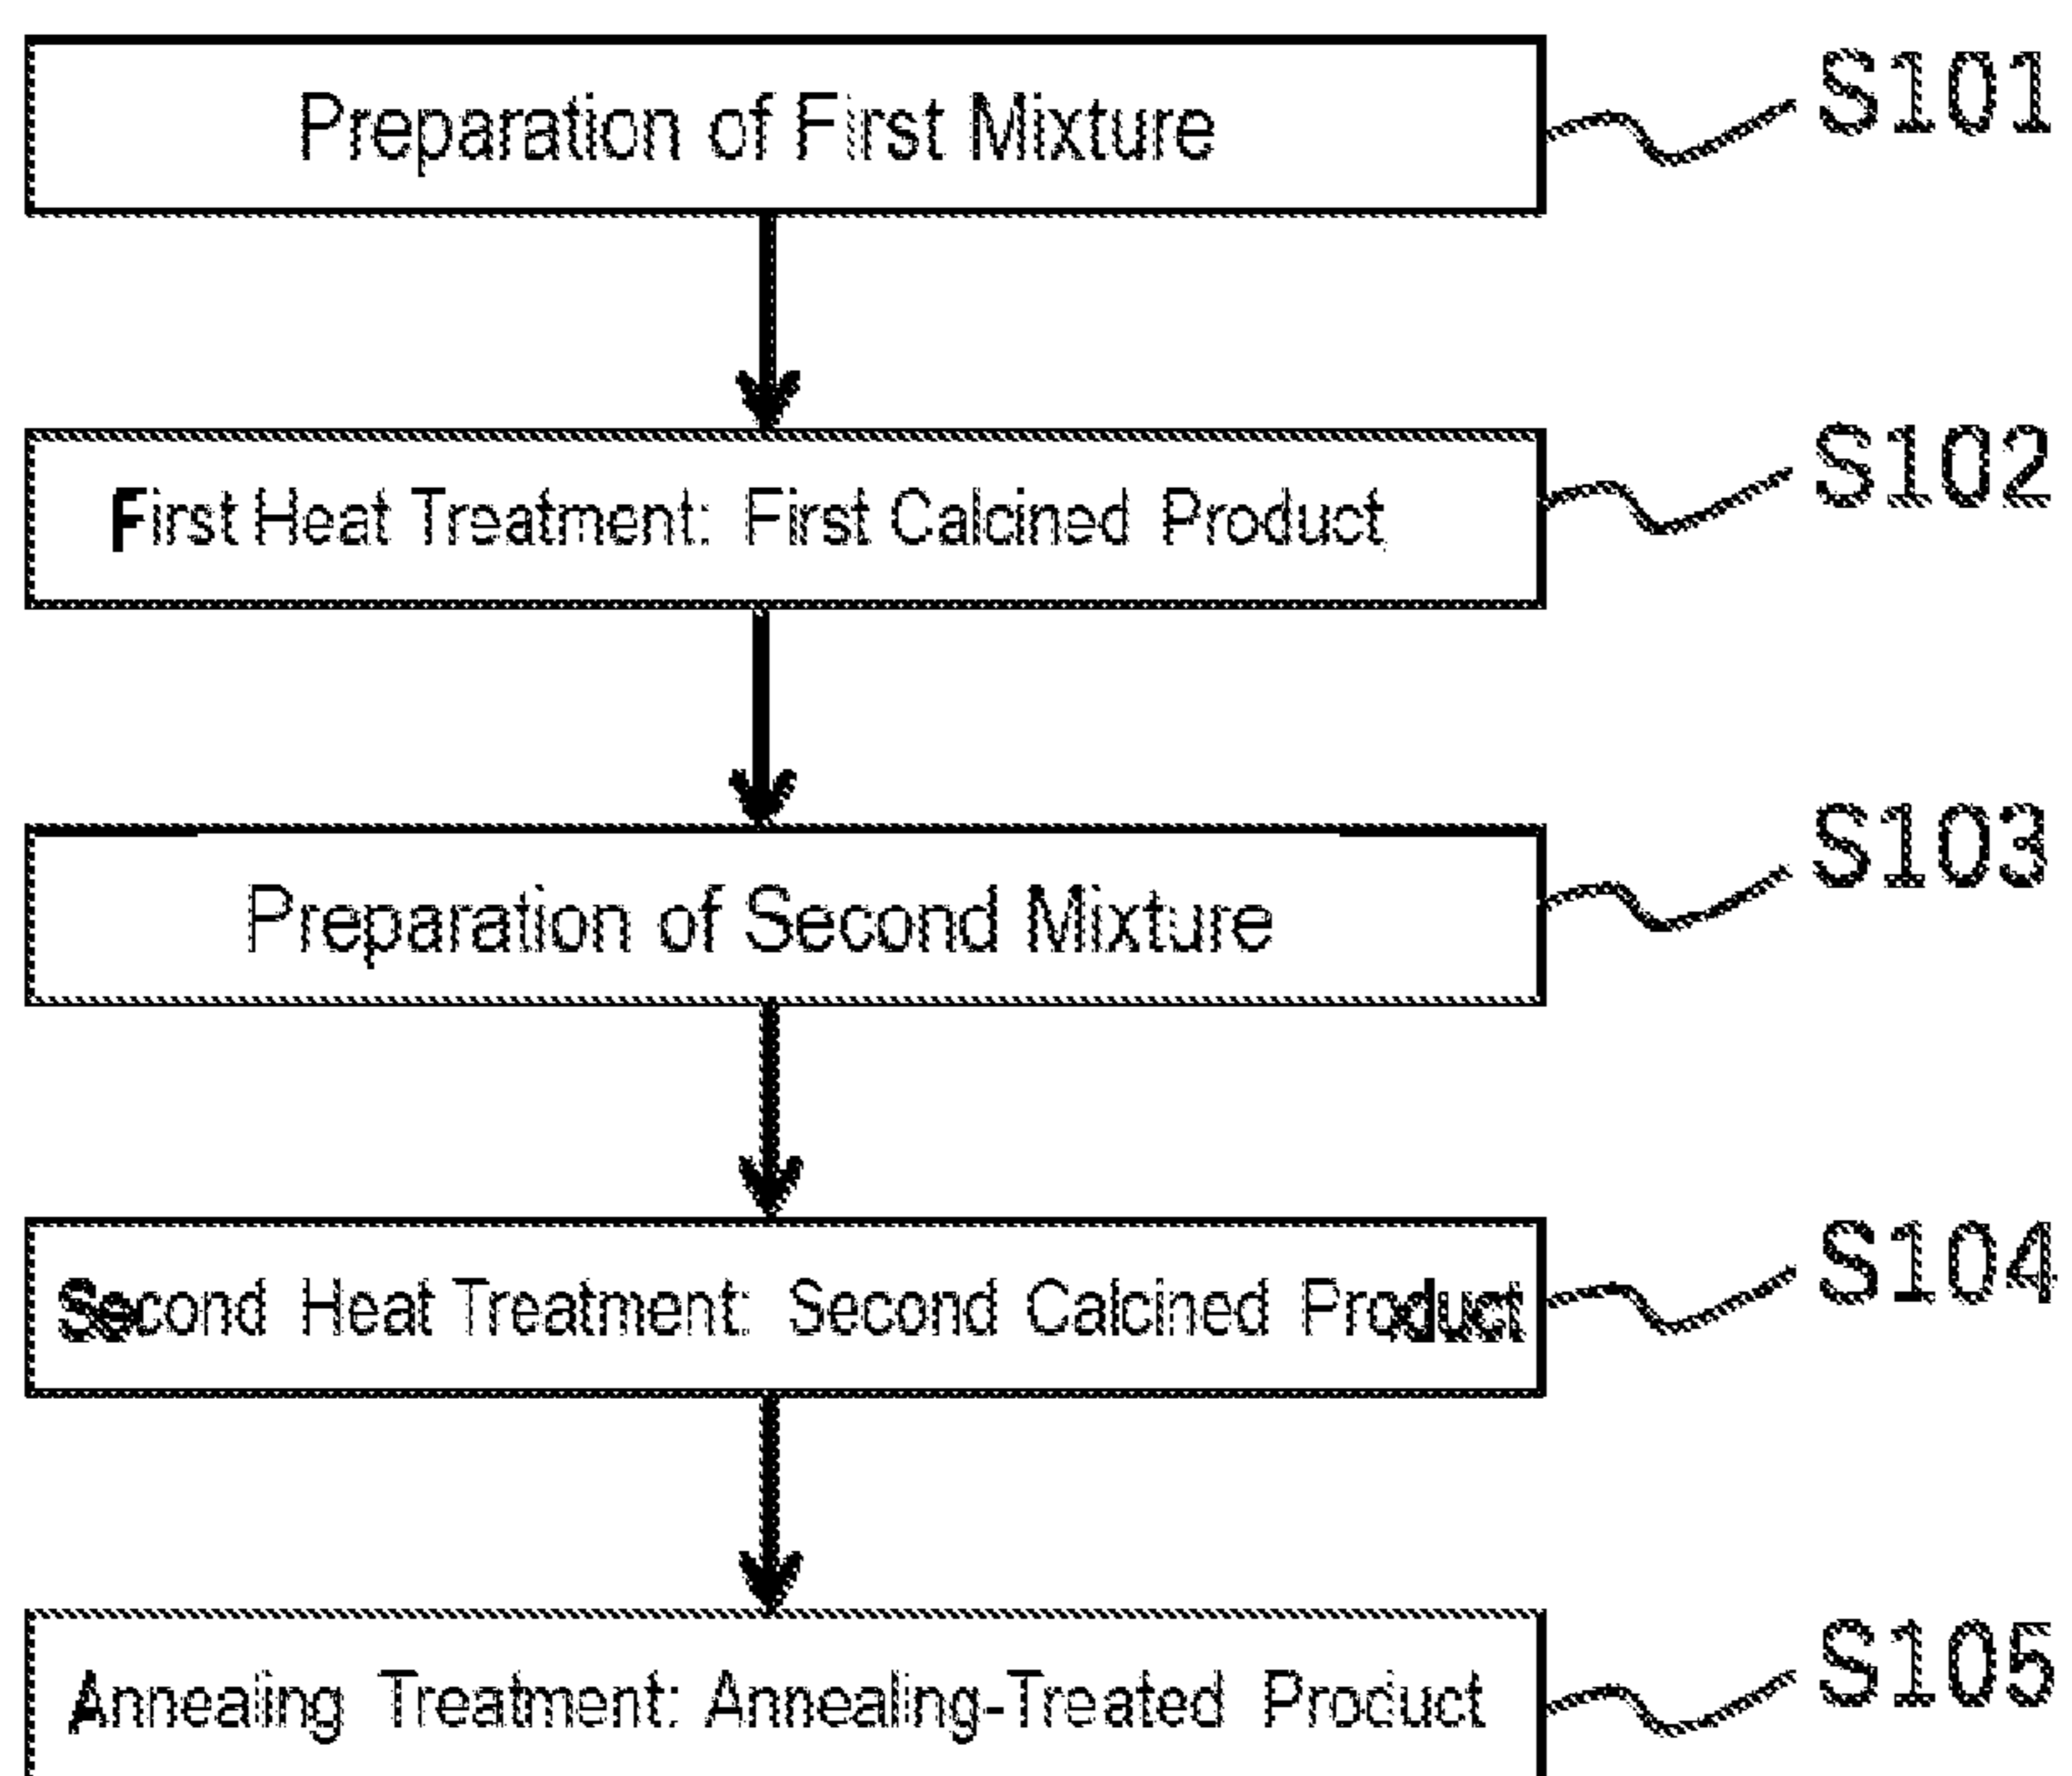 Preparation of First Mixture S101
First Heat Treatment: First Calcined Product S102
Preparation of Second Mixture S103
Second Heat Treatment: Second Calcined Product S104
Annealing Treatment: Annealing-Treated Product S105